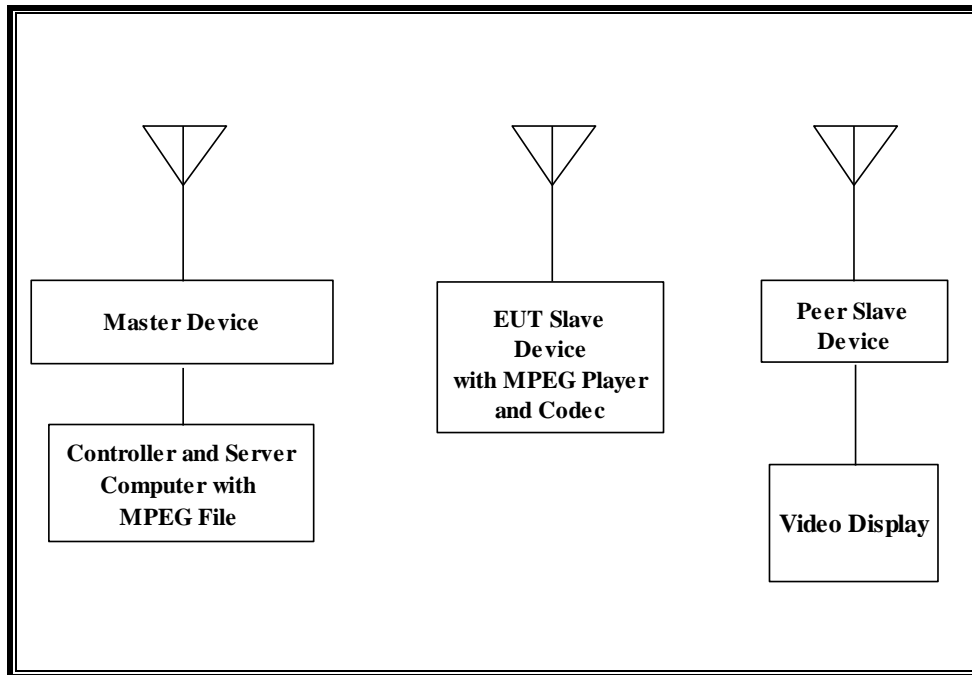 Master Device
Controller and Server
Computer with
MPEG File
EUT Slave
Device
with MPEG Player
and Codec
Peer Slave
Device
Video Display